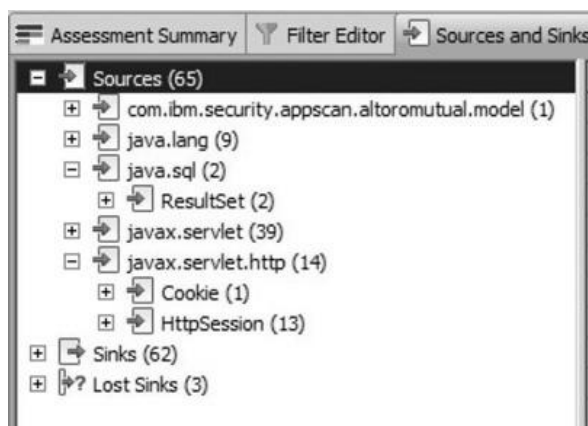 Assessment Summary Filter Editor Sources and Sinks
Sources (65)
com.ibm.security.appscan.altoromutual.model (1)
java.lang (9)
java.sql (2)
ResultSet (2)
javax.servlet (39)
javax.servlet.http (14)
Cookie (1)
HttpSession (13)
Sinks (62)
? Lost Sinks (3)